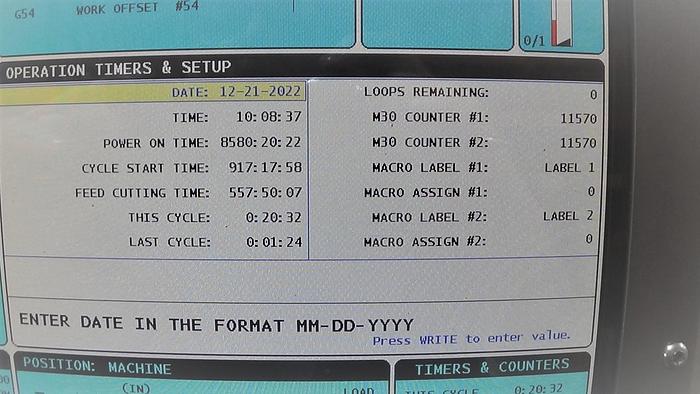 G54 WORK OFFSET #54
0/1
OPERATION TIMERS & SETUP
DATE: 12-21-2022
TIME: 10:08:37
POWER ON TIME: 8580:20:22
CYCLE START TIME: 917:17:58
FEED CUTTING TIME: 557:50:07
THIS CYCLE: 0:20:32
LAST CYCLE: 0:01:24
LOOPS REMAINING: 0
M30 COUNTER #1: 11570
M30 COUNTER #2: 11570
MACRO LABEL #1: LABEL 1
MACRO ASSIGN #1: 0
MACRO LABEL #2: LABEL 2
MACRO ASSIGN #2: 0
ENTER DATE IN THE FORMAT MM-DD-YYYY
Press WRITE to enter value.
POSITION: MACHINE
(IN) LOAD
TIMERS & COUNTERS
THIS CYCLE 0:20:32